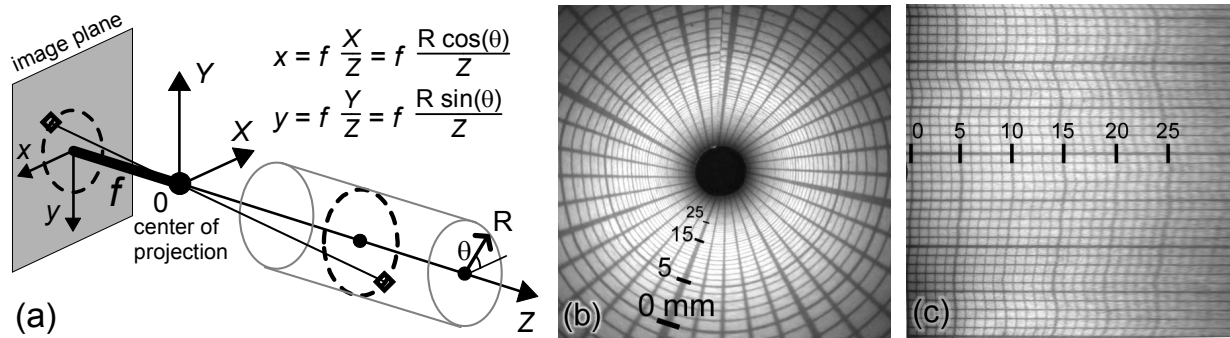 image plane
x
y
f
0
center of
projection
Y
X
x = f X/Z = f R cos(θ)/Z
y = f Y/Z = f R sin(θ)/Z
R
θ
Z
(a)
25
15
5
0 mm
(b)
0 5 10 15 20 25
(c)